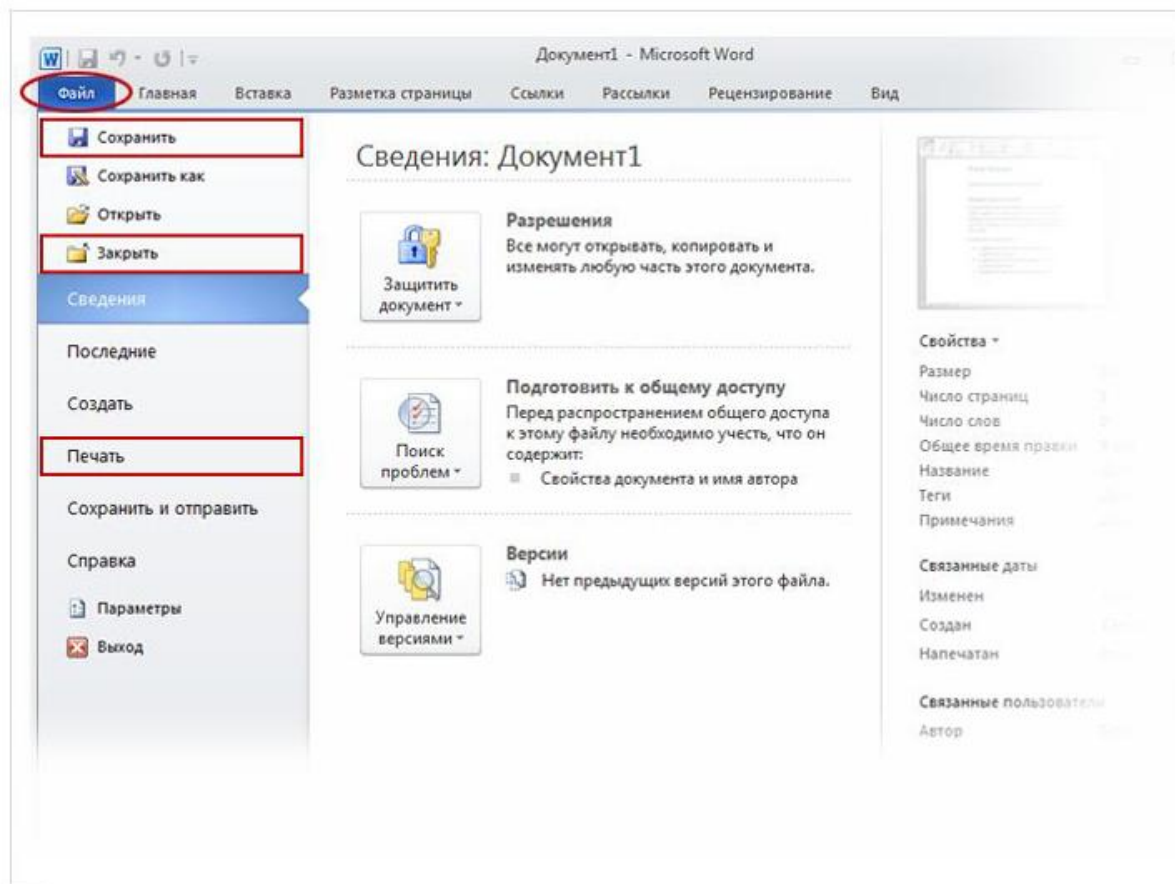 Документ1 - Microsoft Word
Файл Главная Вставка Разметка страницы Ссылки Рассылки Рецензирование Вид
Сохранить
Сохранить как
Открыть
Закрыть
Сведения
Последние
Создать
Печать
Сохранить и отправить
Справка
Параметры
Выход
Сведения: Документ1
Защитить
документ
Разрешения
Все могут открывать, копировать и
изменять любую часть этого документа.
Поиск
проблем
Подготовить к общему доступу
Перед распространением общего доступа
к этому файлу необходимо учесть, что он
содержит:
Свойства документа и имя автора
Управление
версиями
Версии
Нет предыдущих версий этого файла.
Свойства
Размер
Число страниц
Число слов
Общее время правки
Название
Теги
Примечания
Связанные даты
Изменен
Создан
Напечатан
Связанные пользователи
Автор